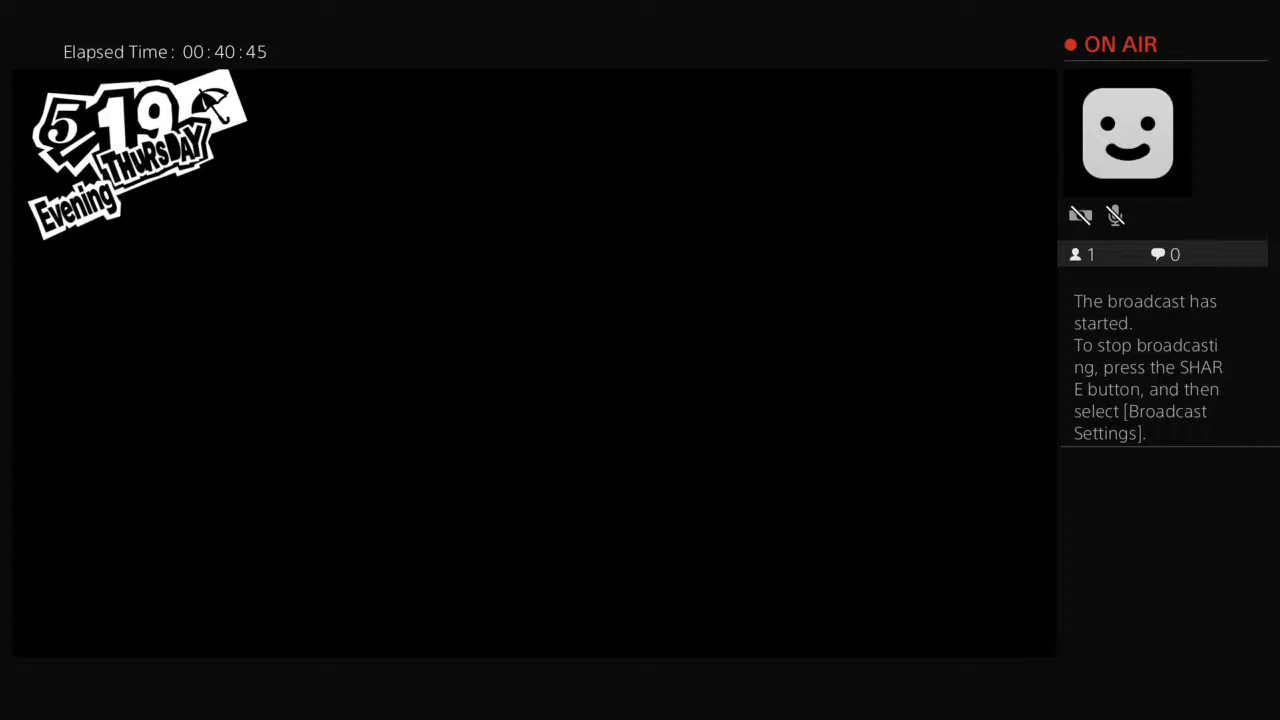 Elapsed Time: 00:40:45
ON AIR
5/19
THURSDAY
Evening
1 0
The broadcast has
started.
To stop broadcasti
ng, press the SHAR
E button, and then
select [Broadcast
Settings].